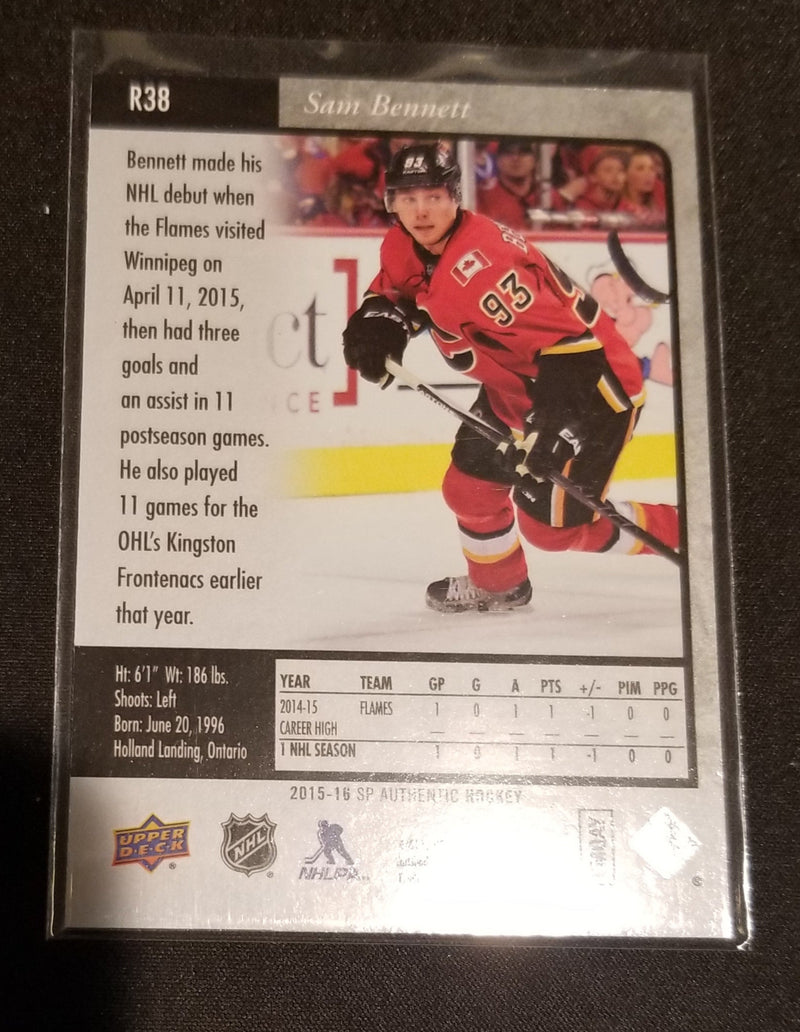 R38
Sam Bennett
Bennett made his
NHL debut when
the Flames visited
Winnipeg on
April 11, 2015,
then had three
goals and
an assist in 11
postseason games.
He also played
11 games for the
OHL's Kingston
Frontenacs earlier
that year.
93
93
ct
CE
Ht: 6'1" Wt: 186 lbs.
Shoots: Left
Born: June 20, 1996
Holland Landing, Ontario
YEAR TEAM GP G A PTS +/- PIM PPG
2014-15 FLAMES 1 0 1 1 -1 0 0
CAREER HIGH — — — — — — —
1 NHL SEASON 1 0 1 1 -1 0 0
2015-16 SP AUTHENTIC HOCKEY
UPPER DECK ®
NHL ®
NHLPA
®